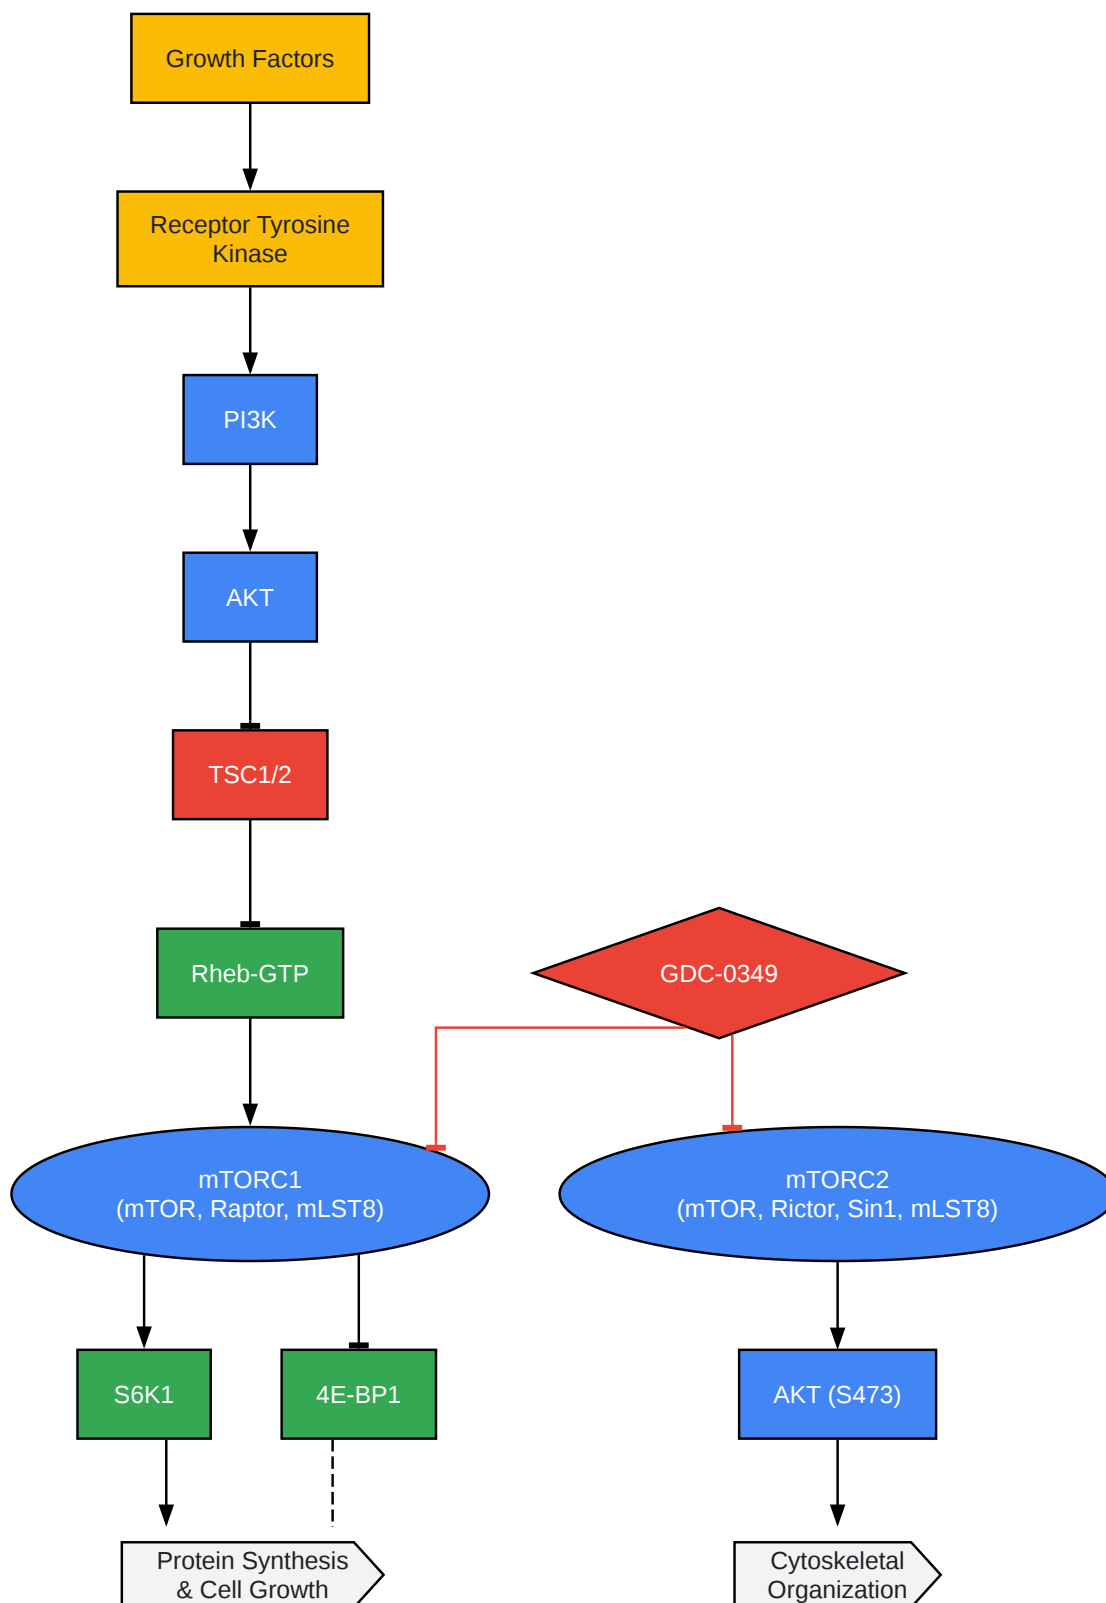 Growth Factors
Receptor Tyrosine
Kinase
PI3K
AKT
TSC1/2
Rheb-GTP
GDC-0349
mTORC1
(mTOR, Raptor, mLST8)
mTORC2
(mTOR, Rictor, Sin1, mLST8)
S6K1
4E-BP1
AKT (S473)
Protein Synthesis
& Cell Growth
Cytoskeletal
Organization